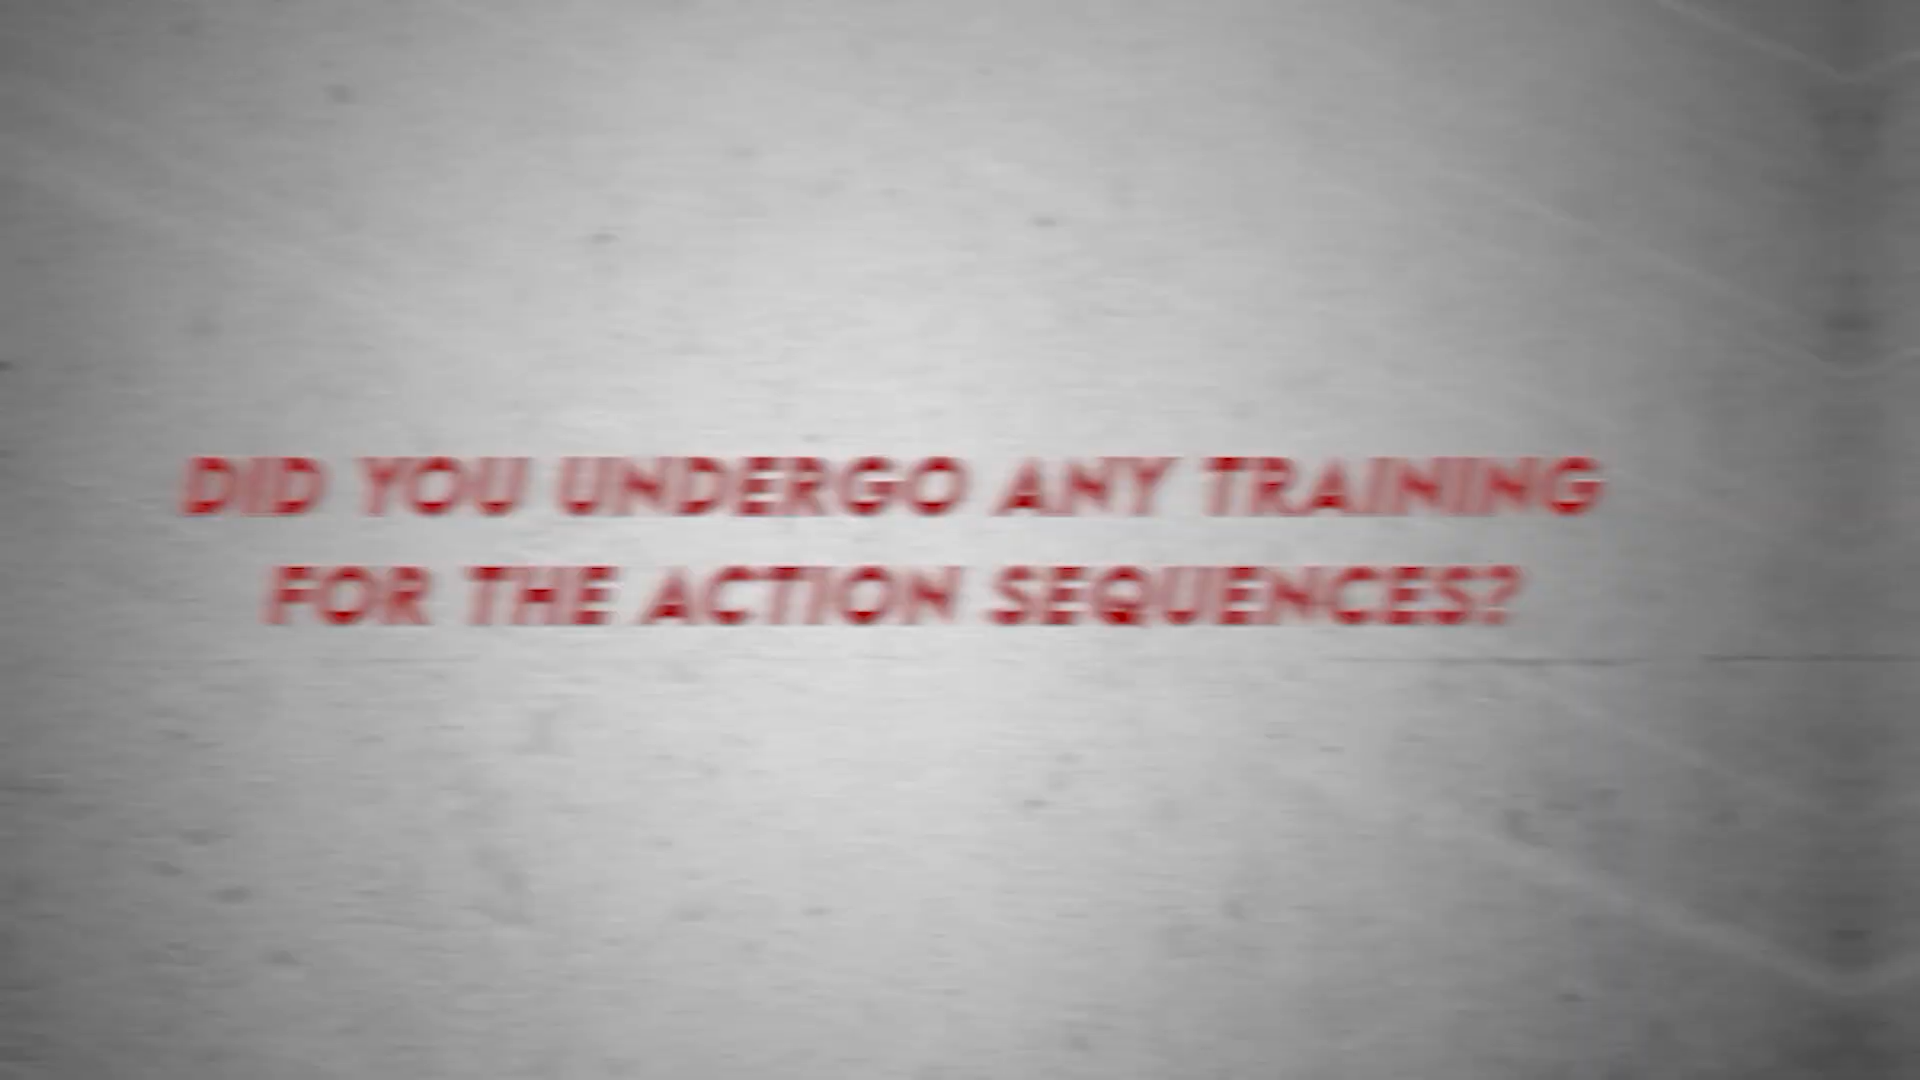 DID YOU UNDERGO ANY TRAINING
FOR THE ACTION SEQUENCES?